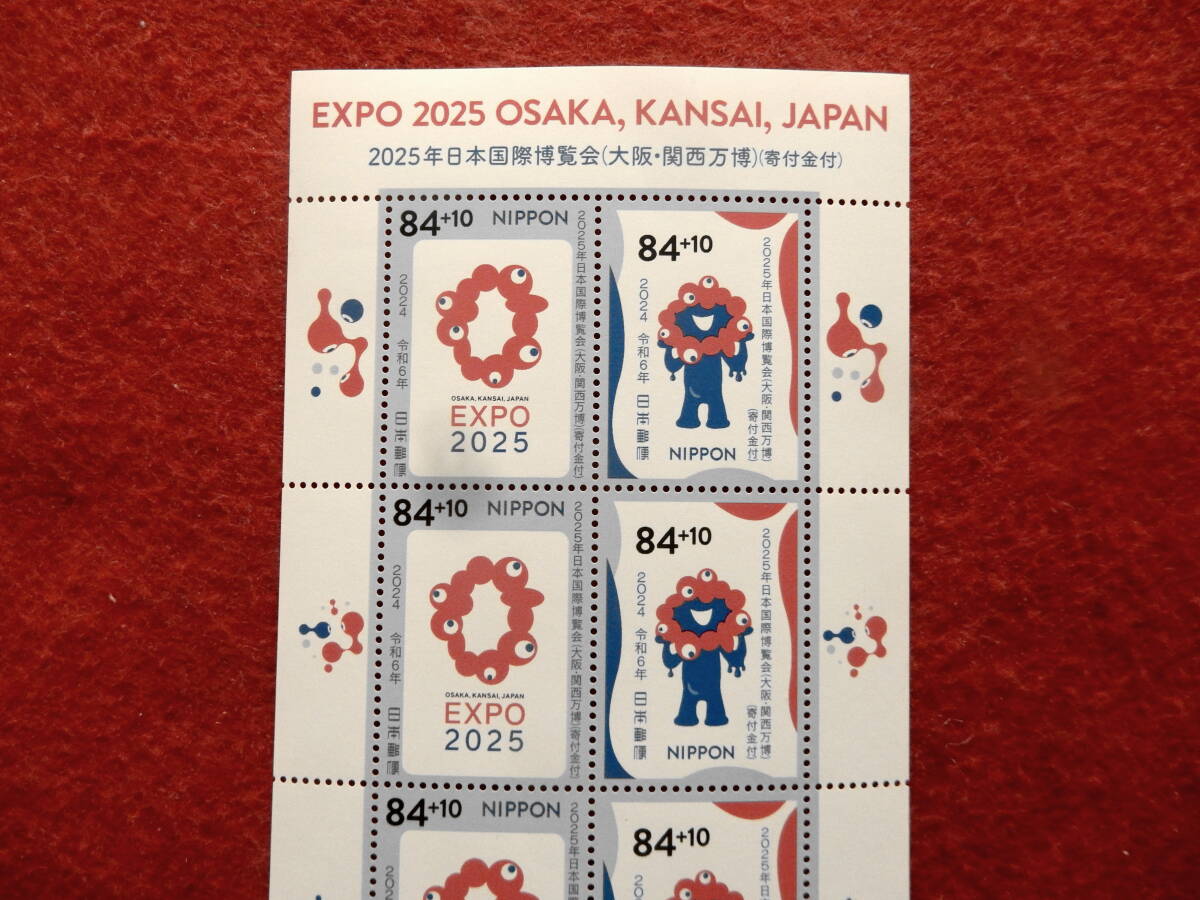 EXPO 2025 OSAKA, KANSAI, JAPAN
2025年日本国際博覧会(大阪・関西万博)(寄付金付)
84+10 NIPPON
2025年日本国際博覧会(大阪・関西万博)(寄付金付)
2024 令和6年 日本郵便
OSAKA, KANSAI, JAPAN
EXPO
2025
84+10
2025年日本国際博覧会(大阪・関西万博)
(寄付金付)
2024 令和6年 日本郵便
NIPPON
84+10 NIPPON
2025年日本国際博覧会(大阪・関西万博)(寄付金付)
2024 令和6年 日本郵便
OSAKA, KANSAI, JAPAN
EXPO
2025
84+10
2025年日本国際博覧会(大阪・関西万博)
(寄付金付)
2024 令和6年 日本郵便
NIPPON
84+10 NIPPON
2025年日本国
20
84+10
2025年日
20